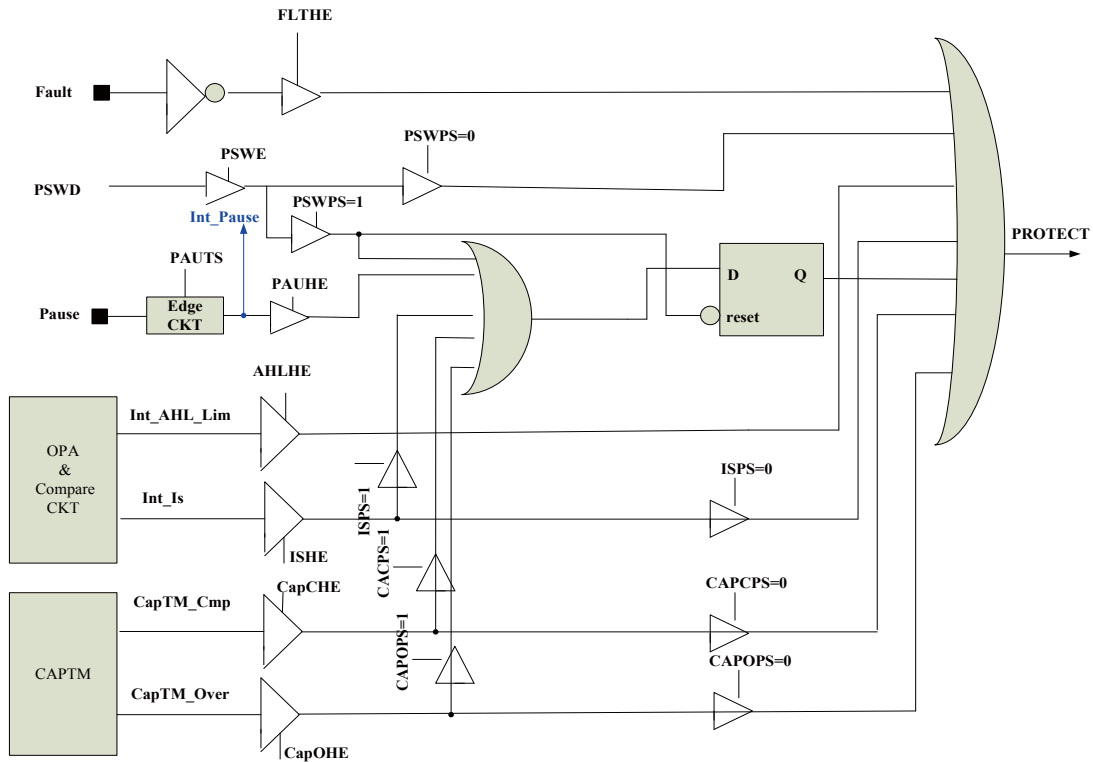 FLTHE
Fault
PSWPS=0
PSWE
PSWD
PSWPS=1
Int_Pause
PROTECT
PAUTS
PAUHE
D
Q
Pause
Edge
CKT
reset
AHLHE
Int_AHL_Lim
OPA
&
Compare
CKT
ISPS=0
Int_Is
ISPS=1
ISHE
CACPS=1
CapCHE
CAPCPS=0
CapTM_Cmp
CAPOPS=1
CAPTM
CAPOPS=0
CapTM_Over
CapOHE